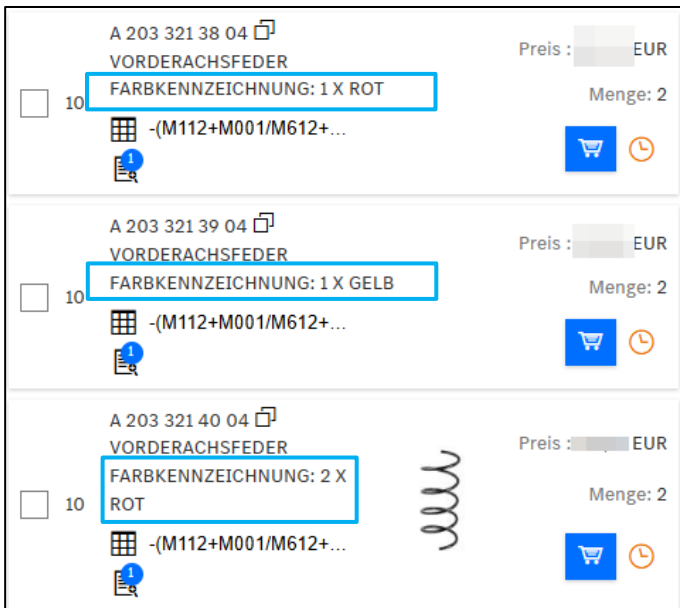 A 203 321 38 04
VORDERACHSFEDER
10 FARBKENNZEICHNUNG: 1 X ROT
-(M112+M001/M612+...
1
Preis : EUR
Menge: 2
A 203 321 39 04
VORDERACHSFEDER
10 FARBKENNZEICHNUNG: 1 X GELB
-(M112+M001/M612+...
1
Preis : EUR
Menge: 2
A 203 321 40 04
VORDERACHSFEDER
FARBKENNZEICHNUNG: 2 X
10 ROT
-(M112+M001/M612+...
1
Preis : EUR
Menge: 2